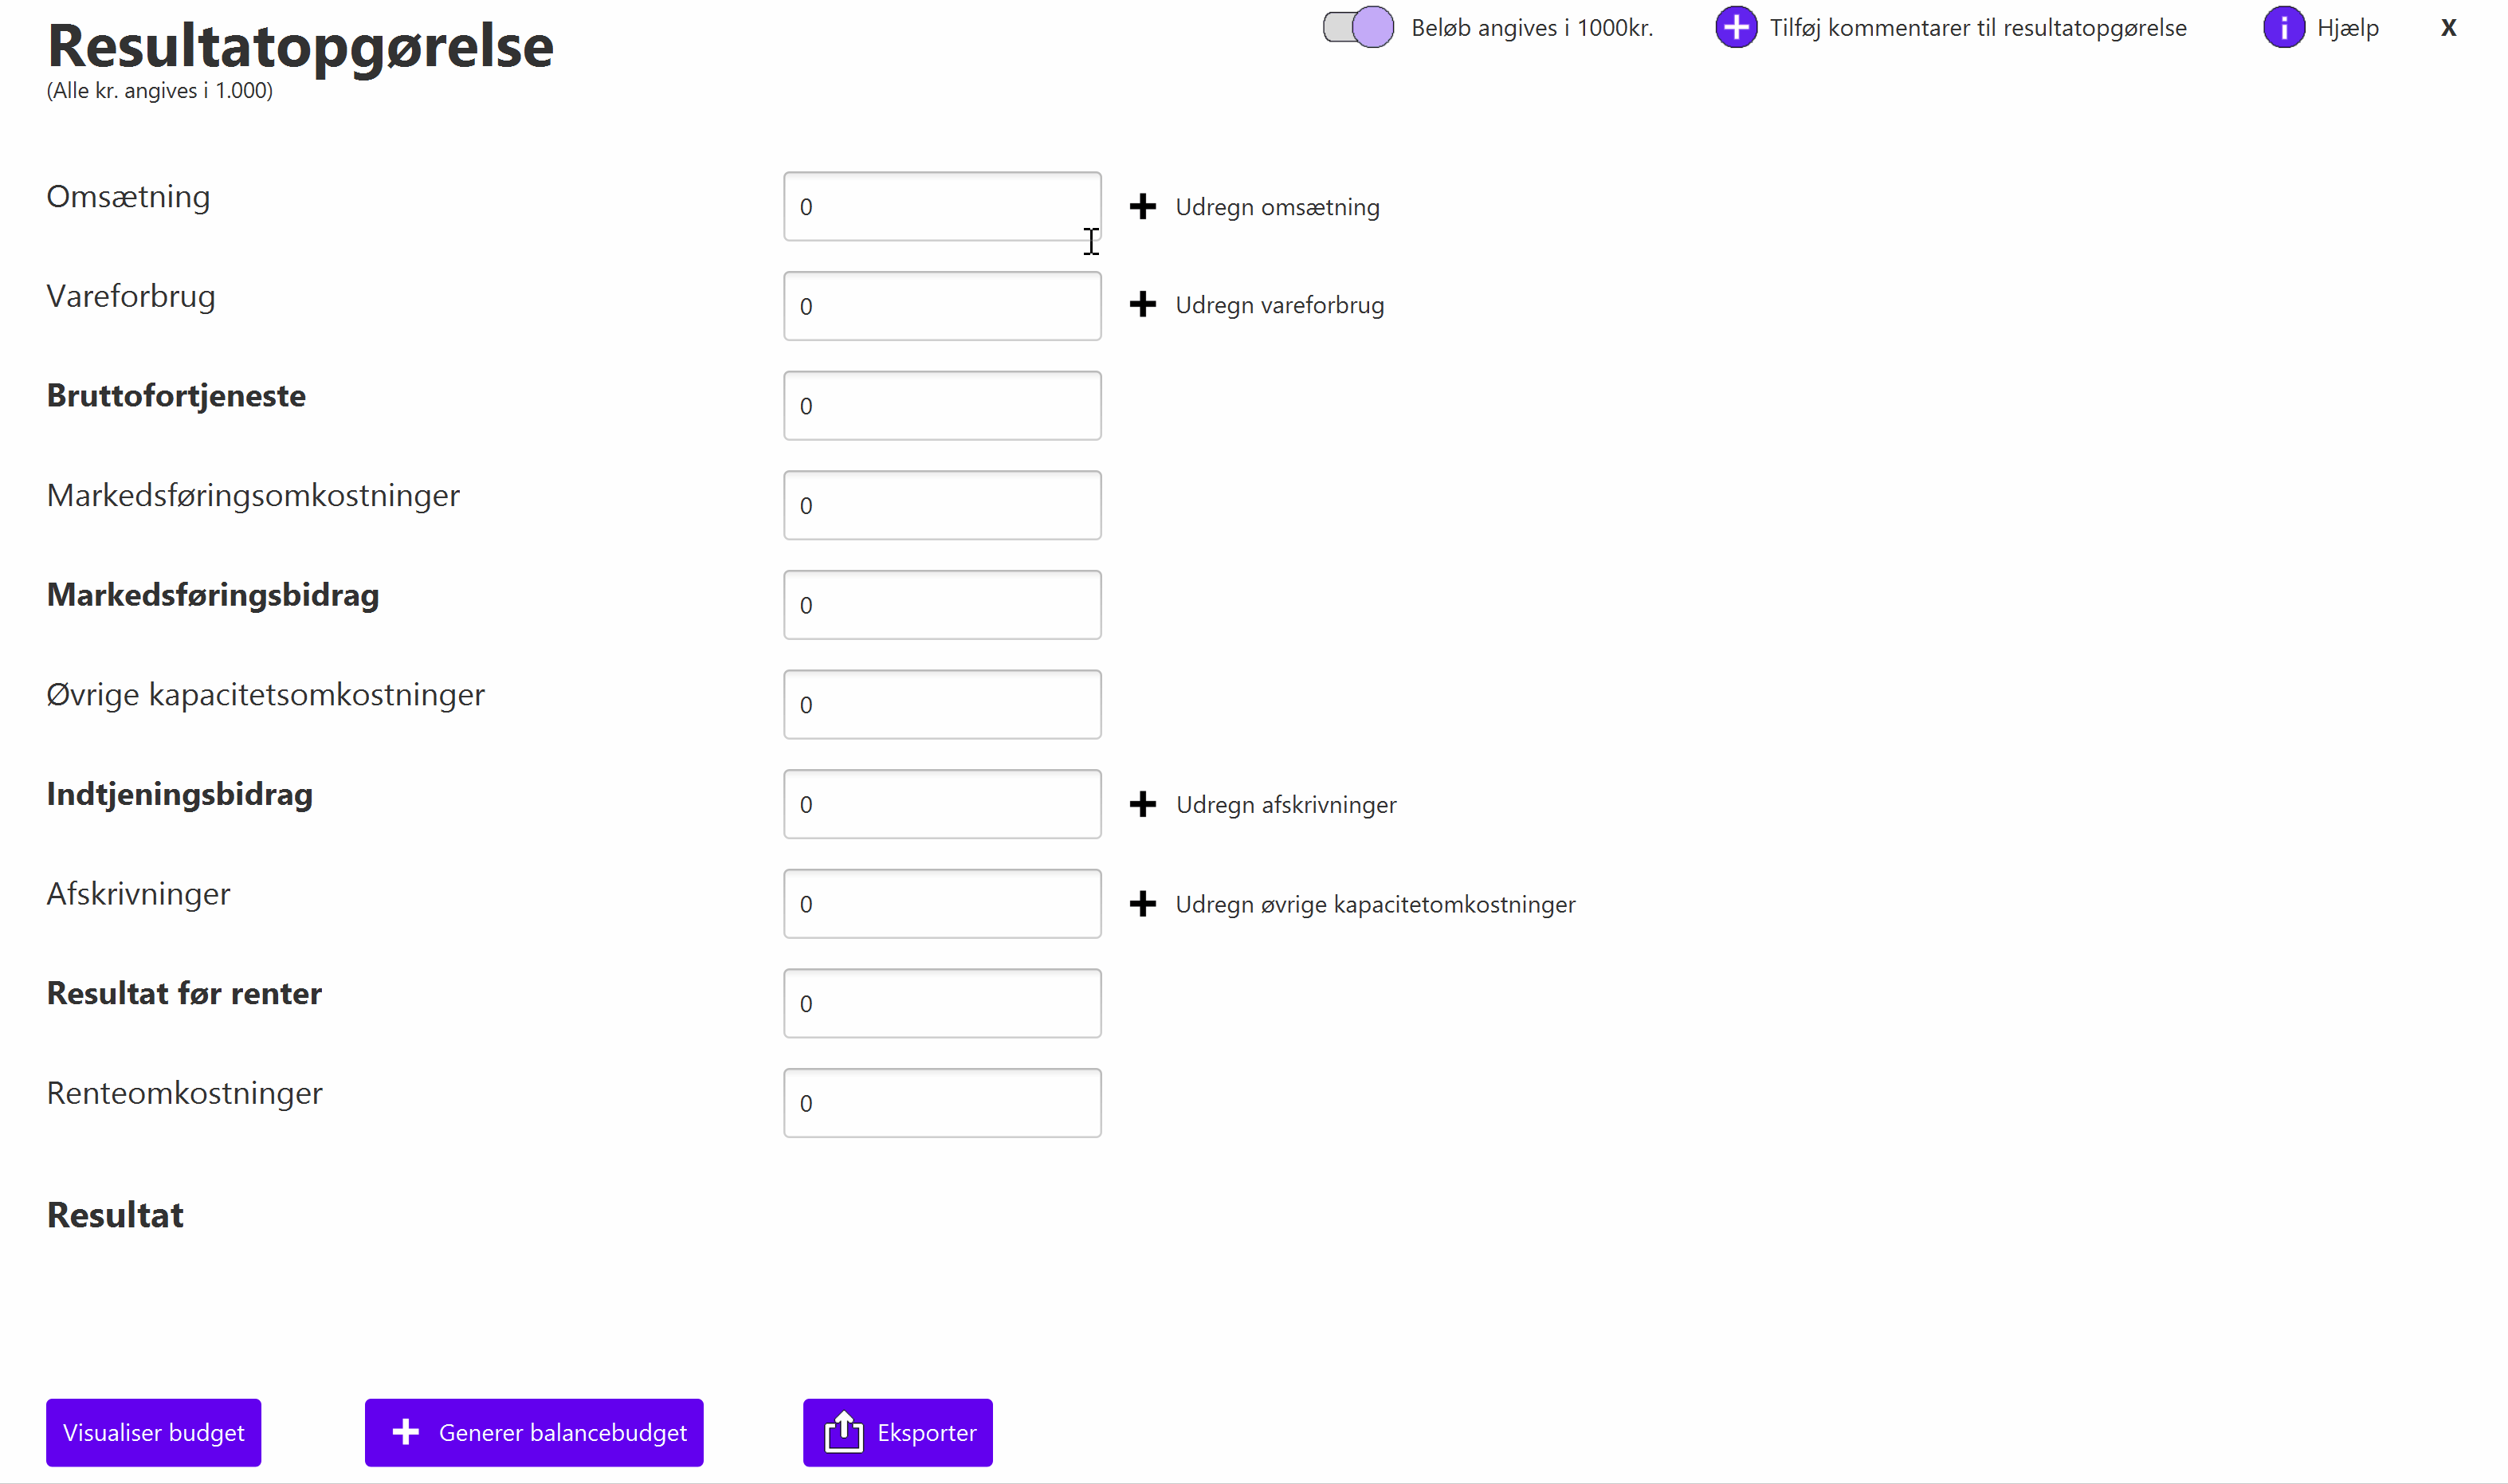 Resultatopgørelse
(Alle kr. angives i 1.000)
Beløb angives i 1000kr.
Tilføj kommentarer til resultatopgørelse
Hjælp
X
Omsætning
0
Udregn omsætning
Vareforbrug
0
Udregn vareforbrug
Bruttofortjeneste
0
Markedsføringsomkostninger
0
Markedsføringsbidrag
0
Øvrige kapacitetsomkostninger
0
Indtjeningsbidrag
0
Udregn afskrivninger
Afskrivninger
0
Udregn øvrige kapacitetomkostninger
Resultat før renter
0
Renteomkostninger
0
Resultat
Visualiser budget
Generer balancebudget
Eksporter